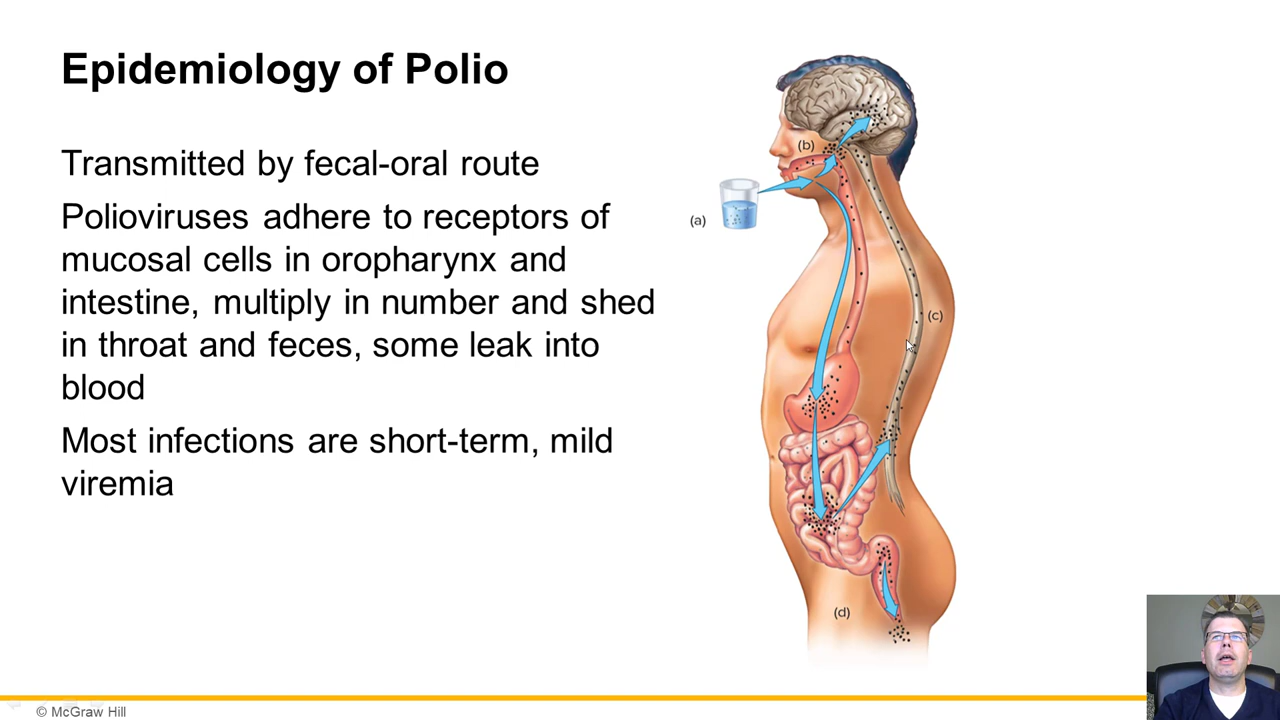 Epidemiology of Polio
Transmitted by fecal-oral route
Polioviruses adhere to receptors of
mucosal cells in oropharynx and
intestine, multiply in number and shed
in throat and feces, some leak into
blood
Most infections are short-term, mild
viremia
(a)
(b)
(c)
(d)
© McGraw Hill